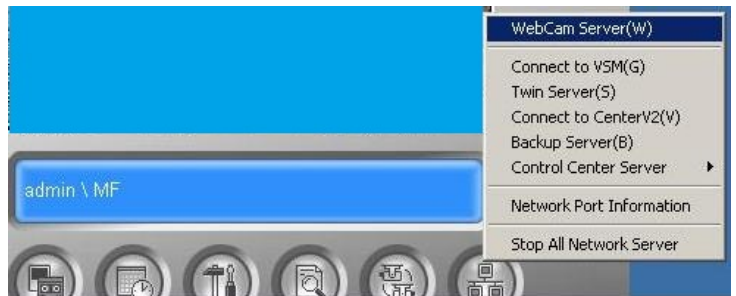 WebCam Server(W)
Connect to VSM(G)
Twin Server(S)
Connect to CenterV2(V)
Backup Server(B)
Control Center Server
Network Port Information
Stop All Network Server
admin \ MF